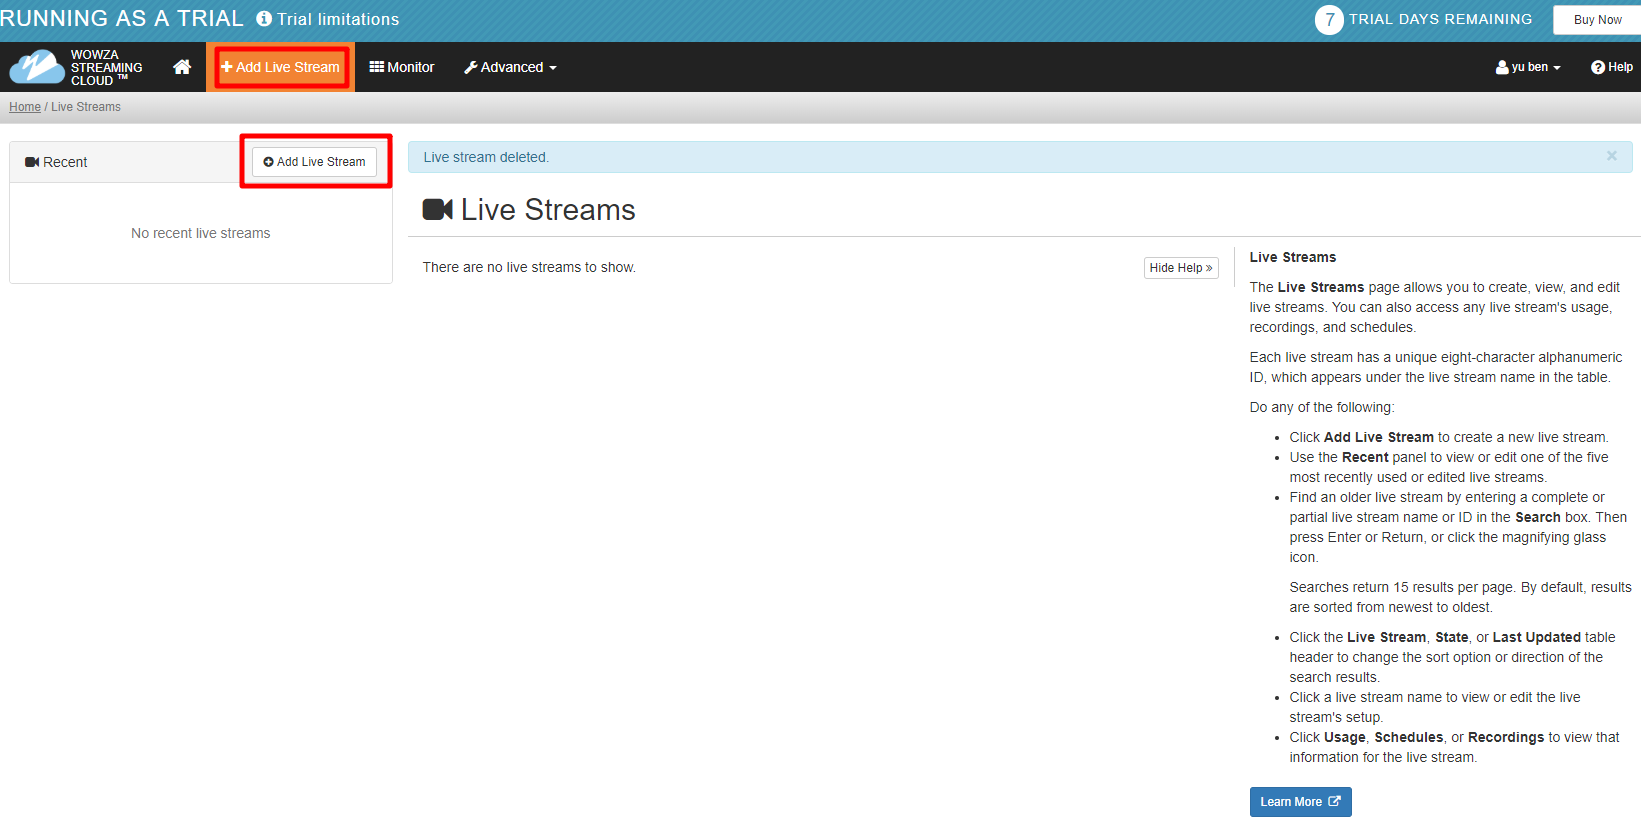 RUNNING AS A TRIAL Trial limitations 7 TRIAL DAYS REMAINING Buy Now
WOWZA
STREAMING
CLOUD ™
Add Live Stream Monitor Advanced yu ben Help
Home / Live Streams
Recent Add Live Stream
No recent live streams
Live stream deleted. ×
Live Streams
There are no live streams to show.
Hide Help »
Live Streams
The Live Streams page allows you to create, view, and edit
live streams. You can also access any live stream's usage,
recordings, and schedules.
Each live stream has a unique eight-character alphanumeric
ID, which appears under the live stream name in the table.
Do any of the following:
• Click Add Live Stream to create a new live stream.
• Use the Recent panel to view or edit one of the five
most recently used or edited live streams.
• Find an older live stream by entering a complete or
partial live stream name or ID in the Search box. Then
press Enter or Return, or click the magnifying glass
icon.
Searches return 15 results per page. By default, results
are sorted from newest to oldest.
• Click the Live Stream, State, or Last Updated table
header to change the sort option or direction of the
search results.
• Click a live stream name to view or edit the live
stream's setup.
• Click Usage, Schedules, or Recordings to view that
information for the live stream.
Learn More